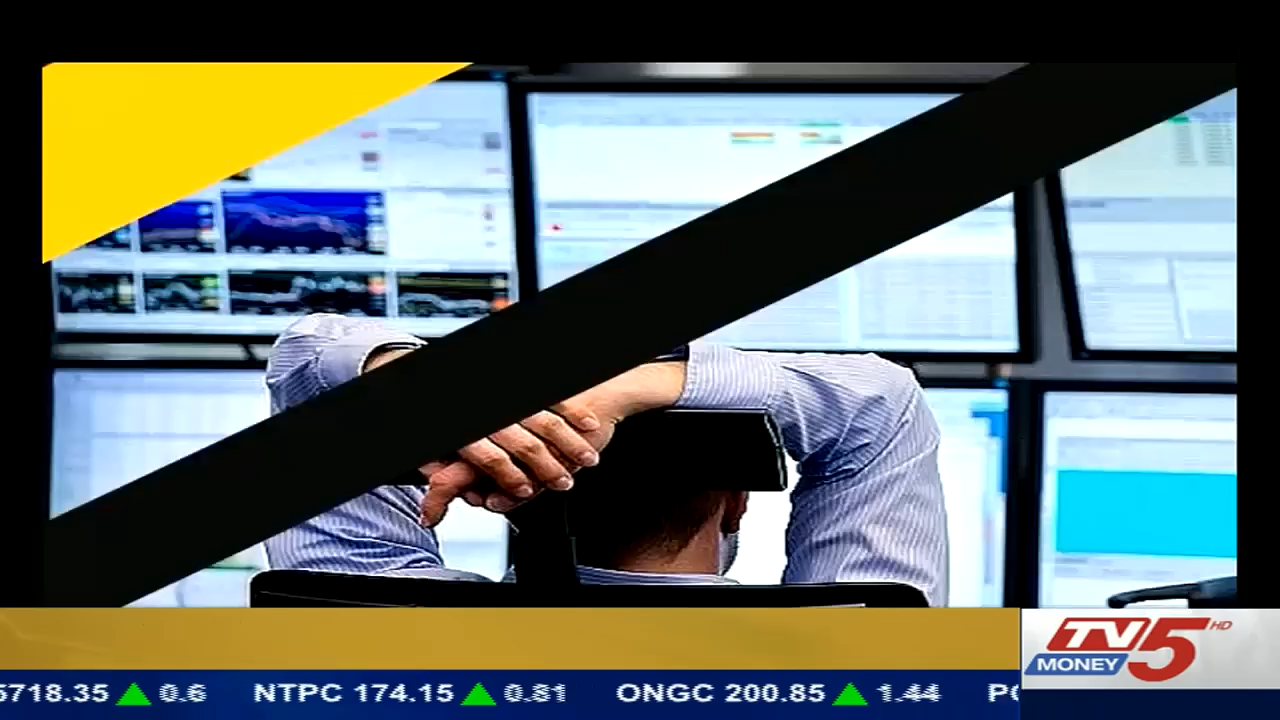 TV5 HD
MONEY
5718.35 ▲ 0.6 NTPC 174.15 ▲ 0.81 ONGC 200.85 ▲ 1.44